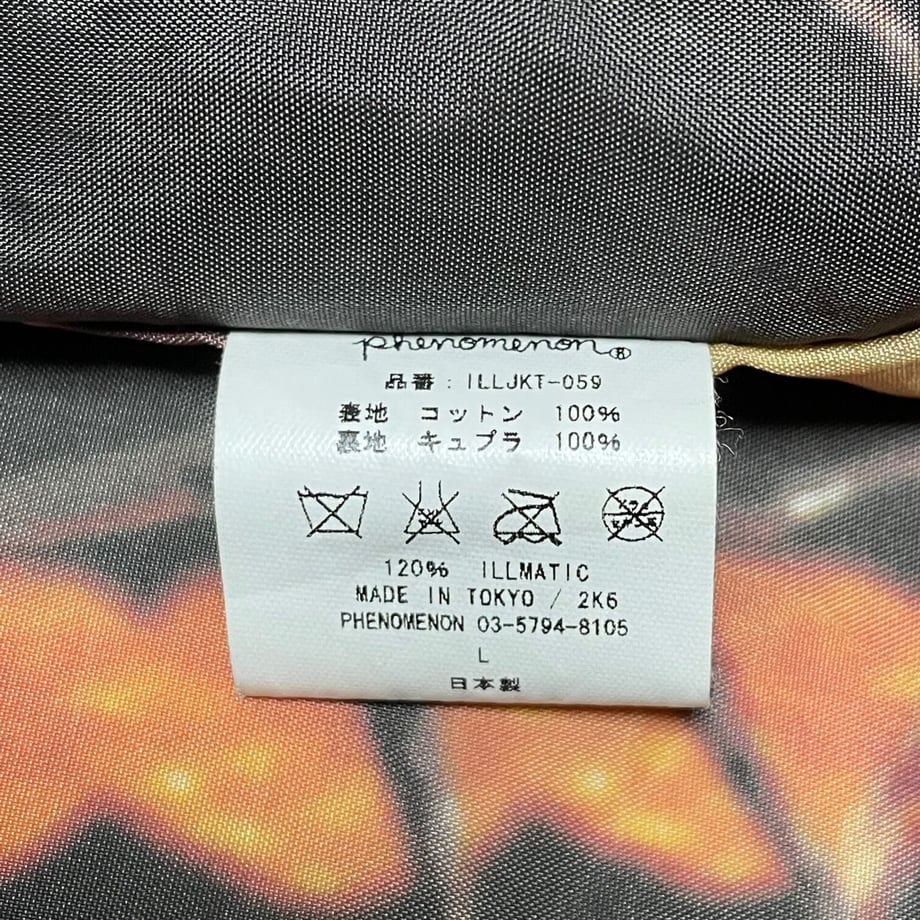 phenomenon®
品番：ILLJKT-059
表地 コットン 100%
裏地 キュプラ 100%
120% ILLMATIC
MADE IN TOKYO / 2K6
PHENOMENON 03-5794-8105
L
日本製